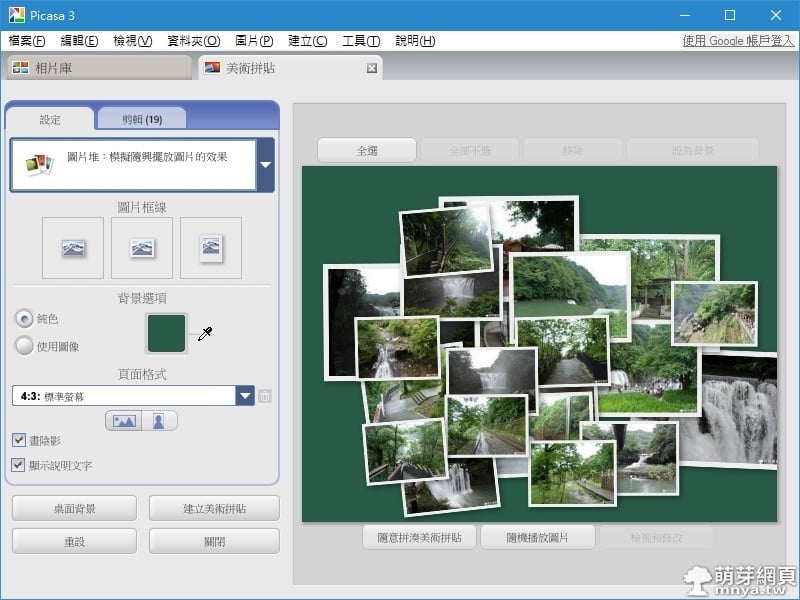 Picasa 3
檔案(F) 編輯(E) 檢視(V) 資料夾(O) 圖片(P) 建立(C) 工具(T) 說明(H) 使用 Google 帳戶登入
相片庫 美術拼貼
設定 剪輯 (19)
圖片堆：模擬隨興擺放圖片的效果
全選 全部不選 移除 設為背景
圖片框線
背景選項
純色
使用圖像
頁面格式
4:3: 標準螢幕
畫陰影
顯示說明文字
桌面背景 建立美術拼貼
重設 關閉
隨意拼湊美術拼貼 隨機播放圖片 檢視和修改
萌芽網頁
mnya.tw